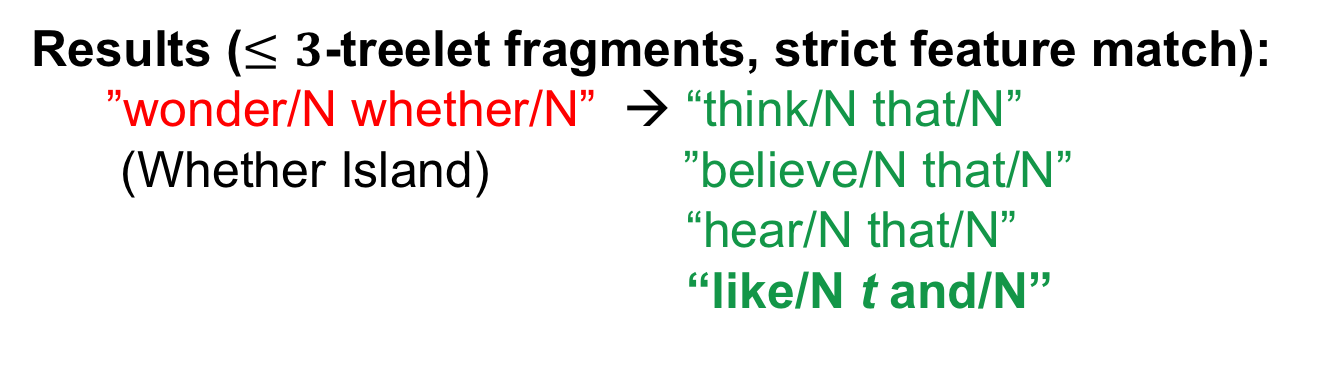 Results (≤ 3-treelet fragments, strict feature match):
”wonder/N whether/N” → “think/N that/N”
(Whether Island) ”believe/N that/N”
“hear/N that/N”
“like/N t and/N”